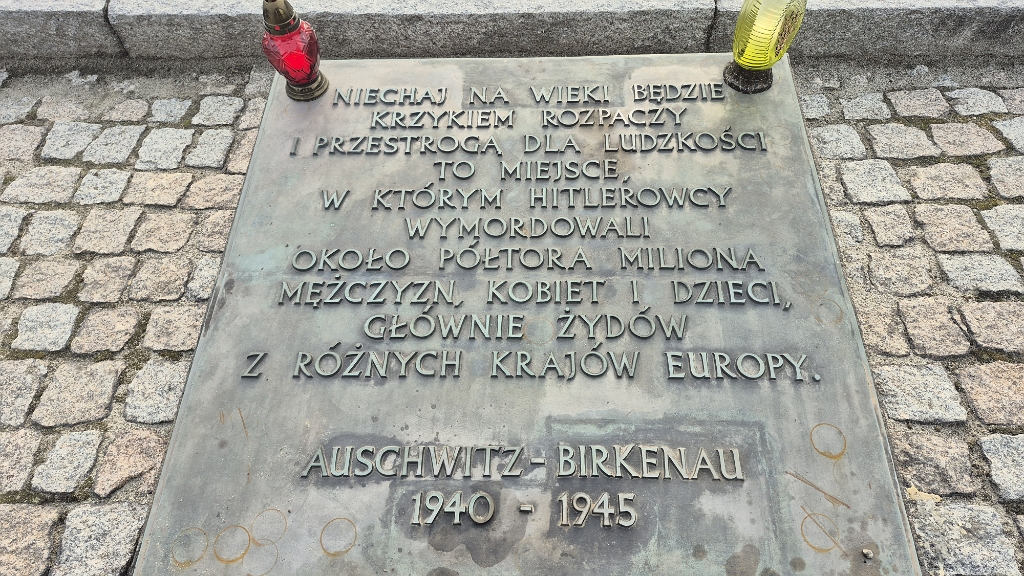 NIECHAJ NA WIEKI BĘDZIE
KRZYKIEM ROZPACZY
I PRZESTROGĄ DLA LUDZKOŚCI
TO MIEJSCE,
W KTÓRYM HITLEROWCY
WYMORDOWALI
OKOŁO PÓŁTORA MILIONA
MĘŻCZYZN, KOBIET I DZIECI,
GŁÓWNIE ŻYDÓW
Z RÓŻNYCH KRAJÓW EUROPY.
AUSCHWITZ - BIRKENAU
1940 - 1945